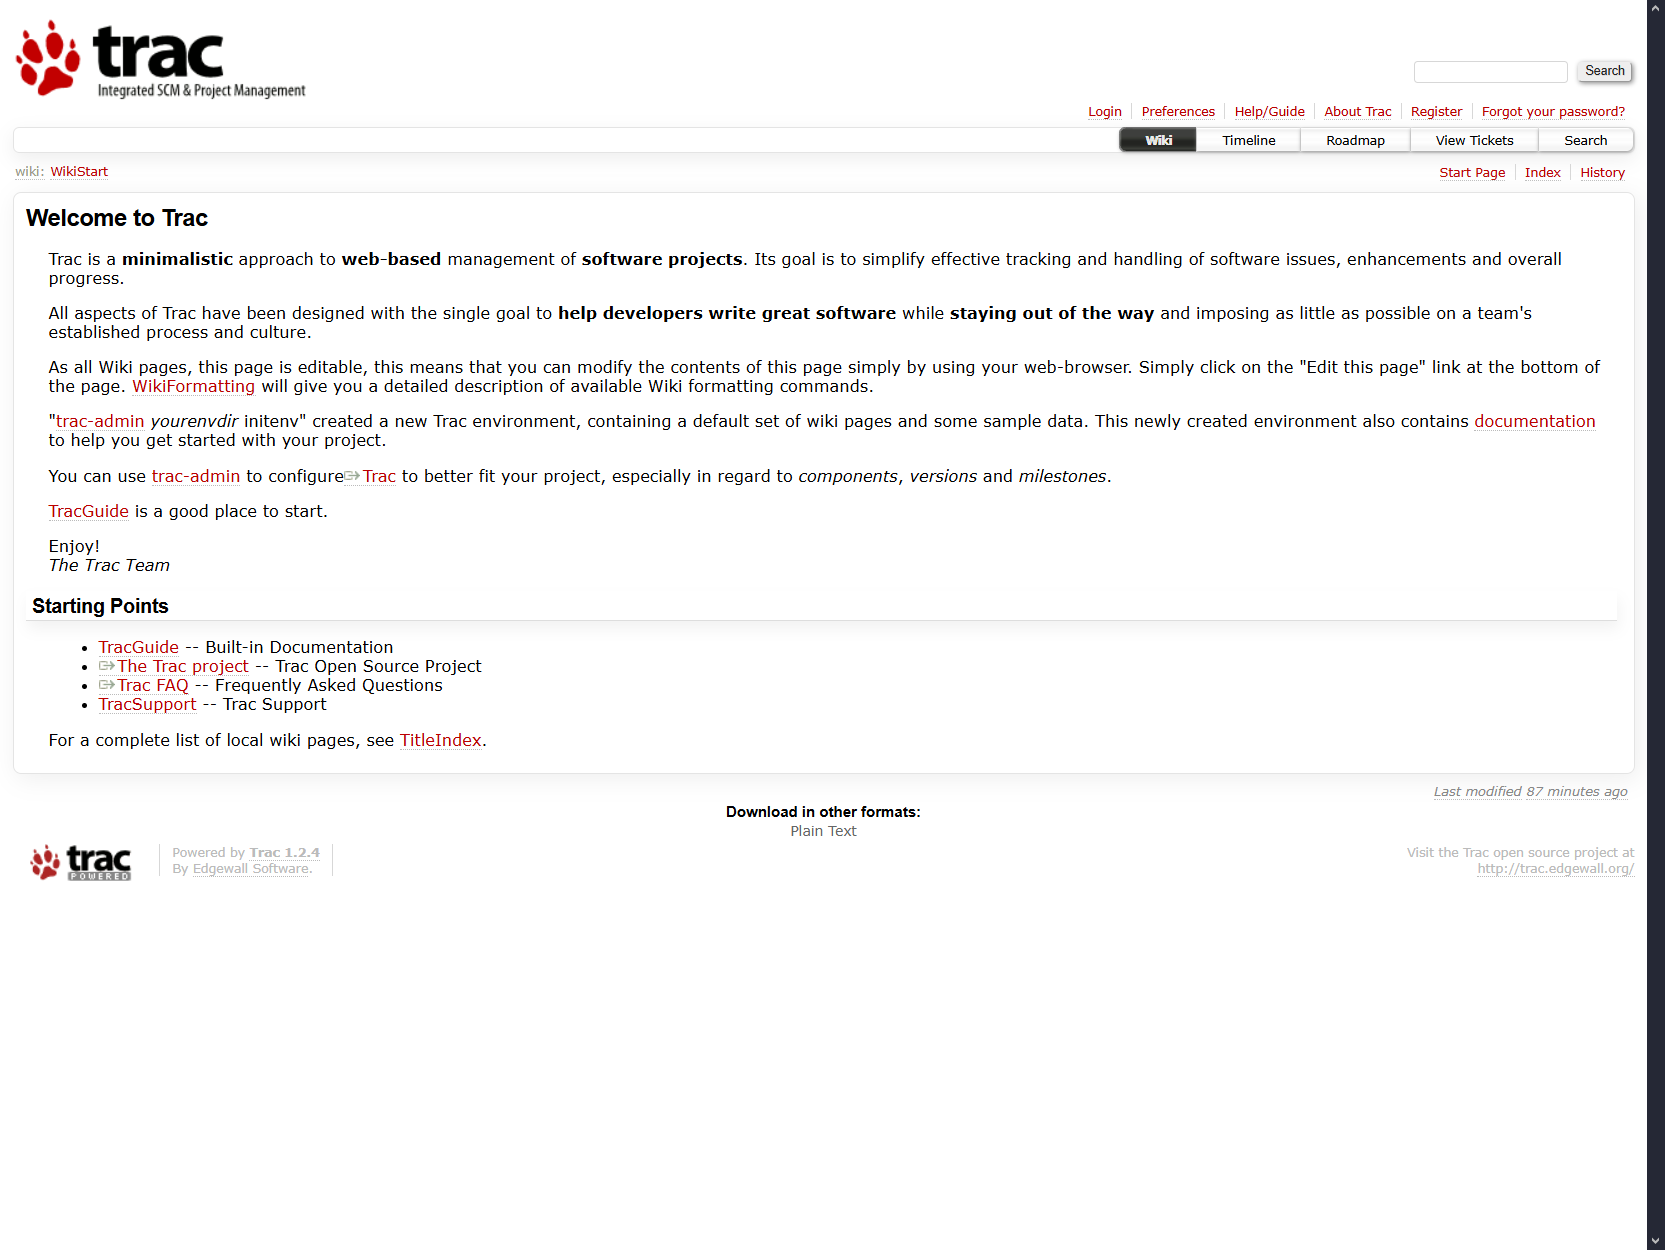 trac
Integrated SCM & Project Management
Search
Login Preferences Help/Guide About Trac Register Forgot your password?
Wiki Timeline Roadmap View Tickets Search
wiki: WikiStart
Start Page Index History
Welcome to Trac
Trac is a minimalistic approach to web-based management of software projects. Its goal is to simplify effective tracking and handling of software issues, enhancements and overall
progress.
All aspects of Trac have been designed with the single goal to help developers write great software while staying out of the way and imposing as little as possible on a team's
established process and culture.
As all Wiki pages, this page is editable, this means that you can modify the contents of this page simply by using your web-browser. Simply click on the "Edit this page" link at the bottom of
the page. WikiFormatting will give you a detailed description of available Wiki formatting commands.
"trac-admin yourenvdir initenv" created a new Trac environment, containing a default set of wiki pages and some sample data. This newly created environment also contains documentation
to help you get started with your project.
You can use trac-admin to configure Trac to better fit your project, especially in regard to components, versions and milestones.
TracGuide is a good place to start.
Enjoy!
The Trac Team
Starting Points
• TracGuide -- Built-in Documentation
• The Trac project -- Trac Open Source Project
• Trac FAQ -- Frequently Asked Questions
• TracSupport -- Trac Support
For a complete list of local wiki pages, see TitleIndex.
Last modified 87 minutes ago
Download in other formats:
Plain Text
trac
POWERED
Powered by Trac 1.2.4
By Edgewall Software.
Visit the Trac open source project at
http://trac.edgewall.org/